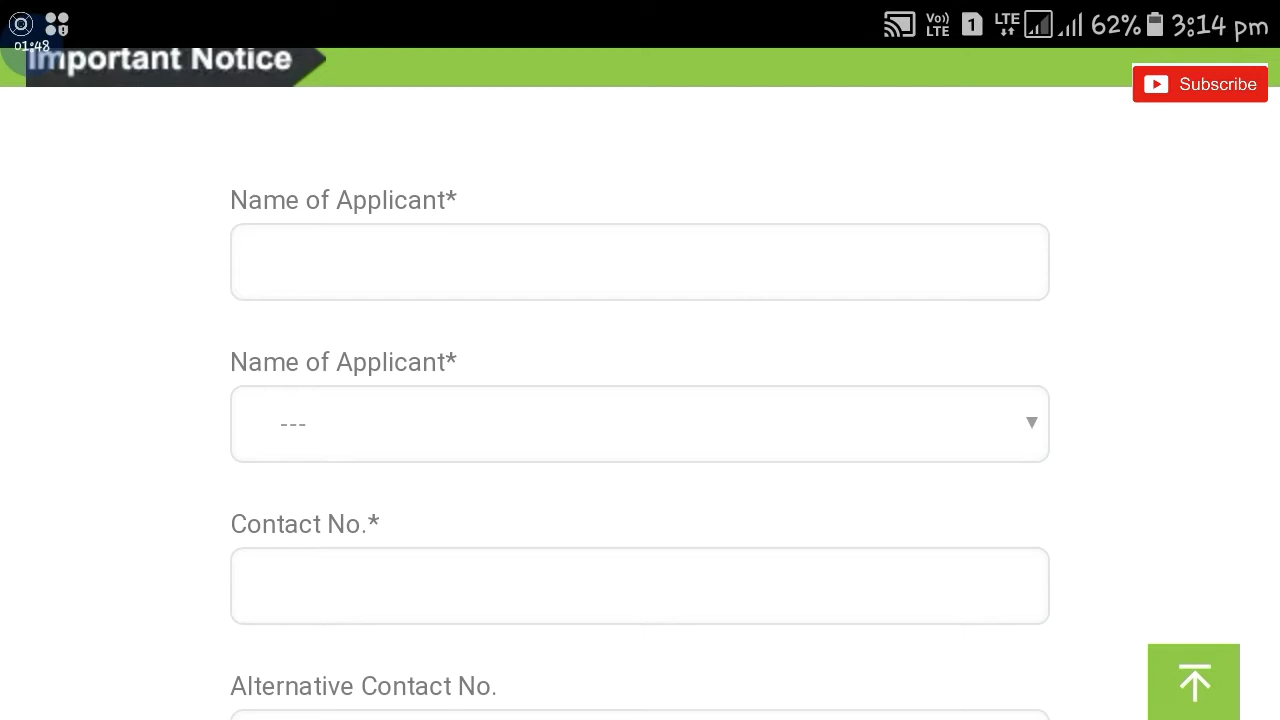 Vo)) LTE 1 LTE 62% 3:14 pm
01:48
Important Notice
Subscribe
Name of Applicant*
Name of Applicant*
---
Contact No.*
Alternative Contact No.